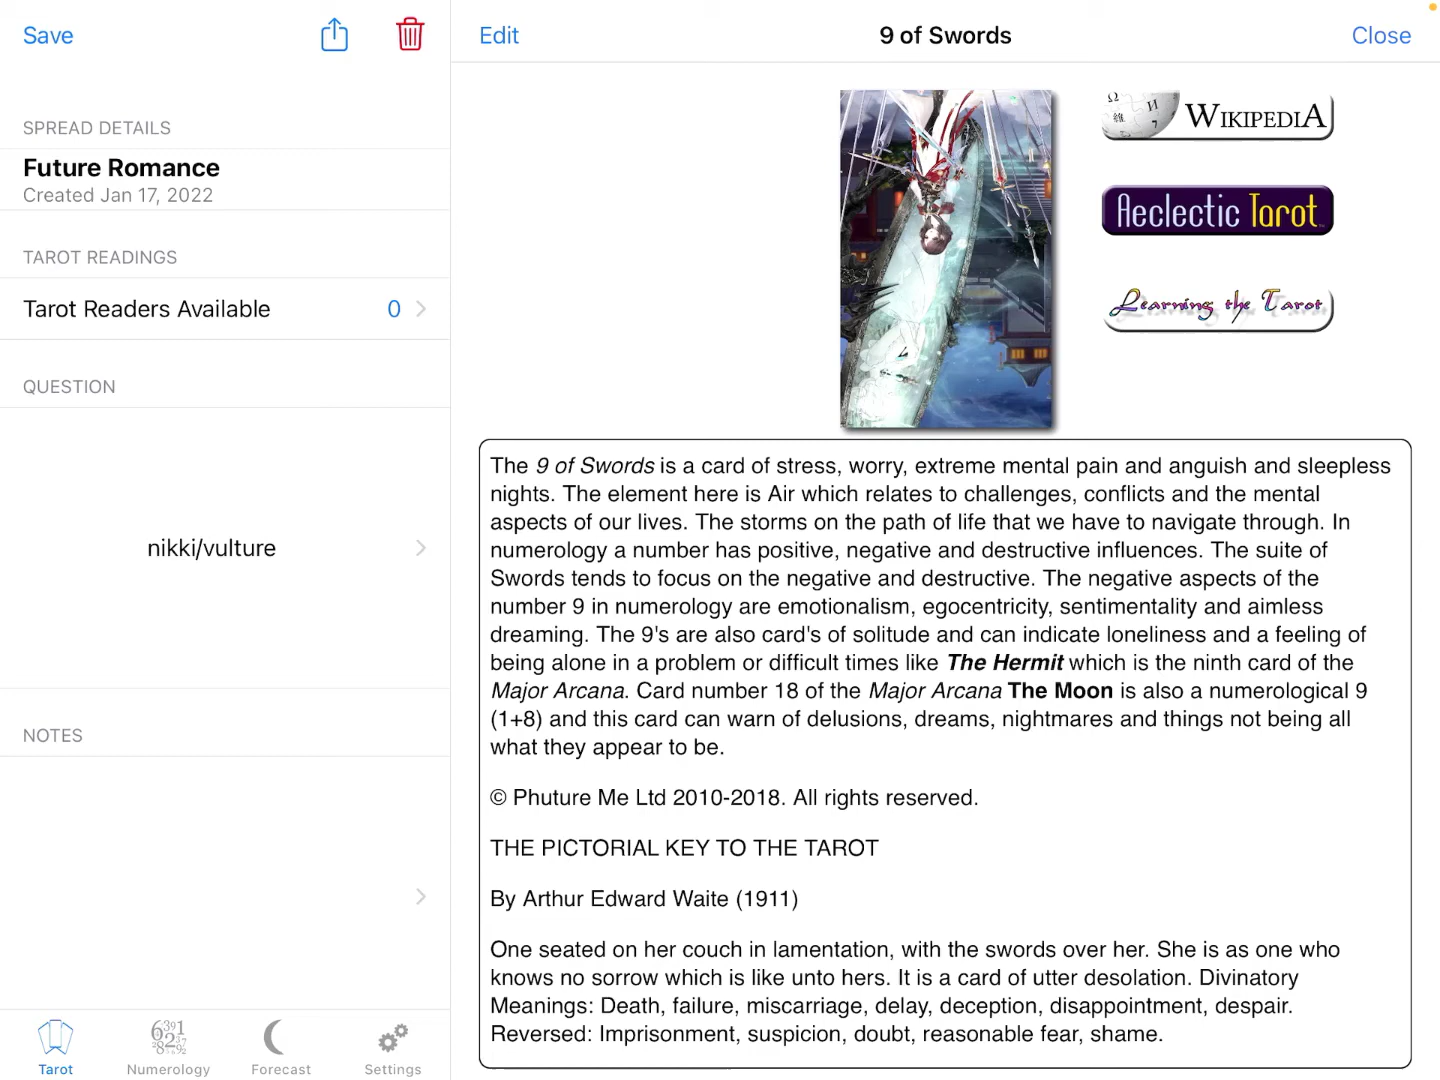 Save
Edit
9 of Swords
Close
SPREAD DETAILS
Future Romance
Created Jan 17, 2022
TAROT READINGS
Tarot Readers Available 0
QUESTION
nikki/vulture
NOTES
WIKIPEDIA
Aeclectic Tarot
Learning the Tarot
The 9 of Swords is a card of stress, worry, extreme mental pain and anguish and sleepless
nights. The element here is Air which relates to challenges, conflicts and the mental
aspects of our lives. The storms on the path of life that we have to navigate through. In
numerology a number has positive, negative and destructive influences. The suite of
Swords tends to focus on the negative and destructive. The negative aspects of the
number 9 in numerology are emotionalism, egocentricity, sentimentality and aimless
dreaming. The 9's are also card's of solitude and can indicate loneliness and a feeling of
being alone in a problem or difficult times like The Hermit which is the ninth card of the
Major Arcana. Card number 18 of the Major Arcana The Moon is also a numerological 9
(1+8) and this card can warn of delusions, dreams, nightmares and things not being all
what they appear to be.
© Phuture Me Ltd 2010-2018. All rights reserved.
THE PICTORIAL KEY TO THE TAROT
By Arthur Edward Waite (1911)
One seated on her couch in lamentation, with the swords over her. She is as one who
knows no sorrow which is like unto hers. It is a card of utter desolation. Divinatory
Meanings: Death, failure, miscarriage, delay, deception, disappointment, despair.
Reversed: Imprisonment, suspicion, doubt, reasonable fear, shame.
Tarot
Numerology
Forecast
Settings